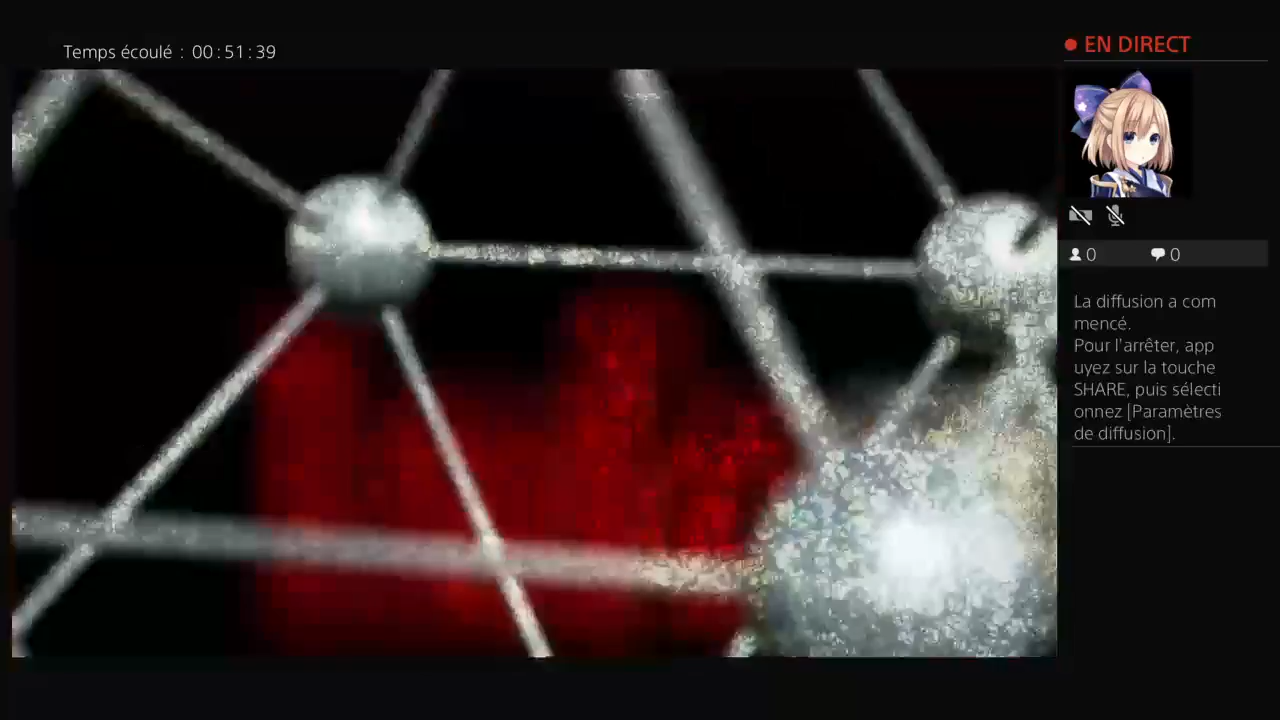 Temps écoulé : 00:51:39
EN DIRECT
0 0
La diffusion a com
mencé.
Pour l'arrêter, app
uyez sur la touche
SHARE, puis sélecti
onnez [Paramètres
de diffusion].